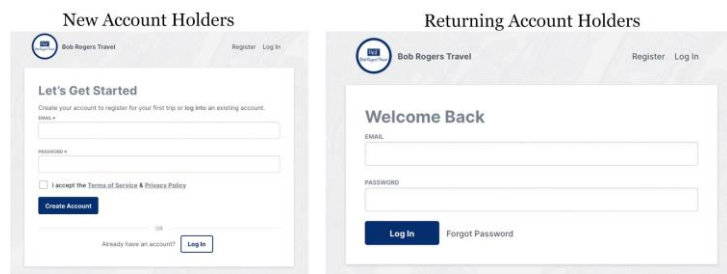 New Account Holders
Bob Rogers Travel
Register Log In
Let's Get Started
Create your account to register for your first trip or log into an existing account.
EMAIL *
PASSWORD *
I accept the Terms of Service & Privacy Policy
Create Account
OR
Already have an account? Log In
Returning Account Holders
Bob Rogers Travel
Register Log In
Welcome Back
EMAIL
PASSWORD
Log In Forgot Password